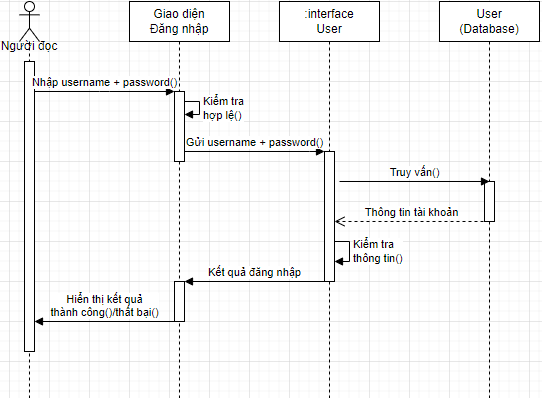 Giao diện
Đăng nhập
:interface
User
User
(Database)
Người đọc
Nhập username + password()
Kiểm tra
hợp lệ()
Gửi username + password()
Truy vấn()
Thông tin tài khoản
Kiểm tra
thông tin()
Kết quả đăng nhập
Hiển thị kết quả
thành công()/thất bại()